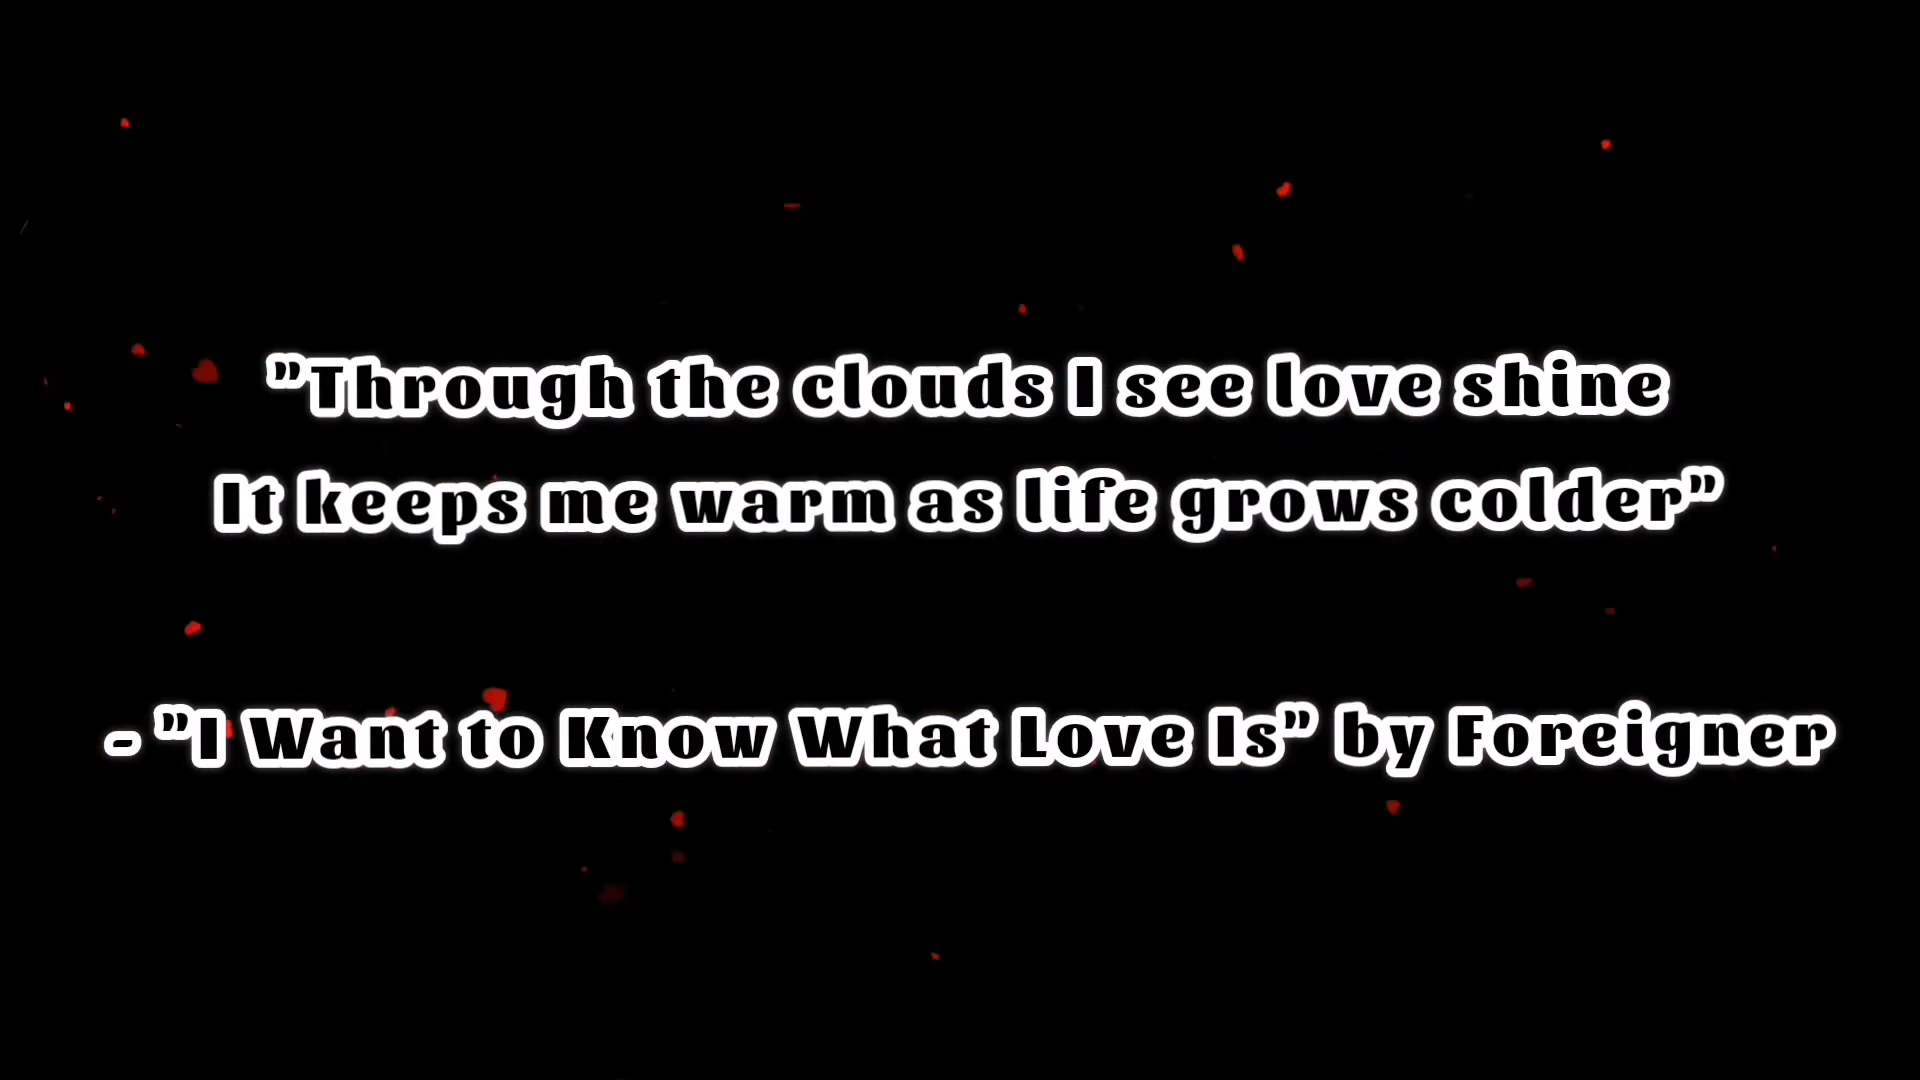 "Through the clouds I see love shine
It keeps me warm as life grows colder"
- "I Want to Know What Love Is" by Foreigner